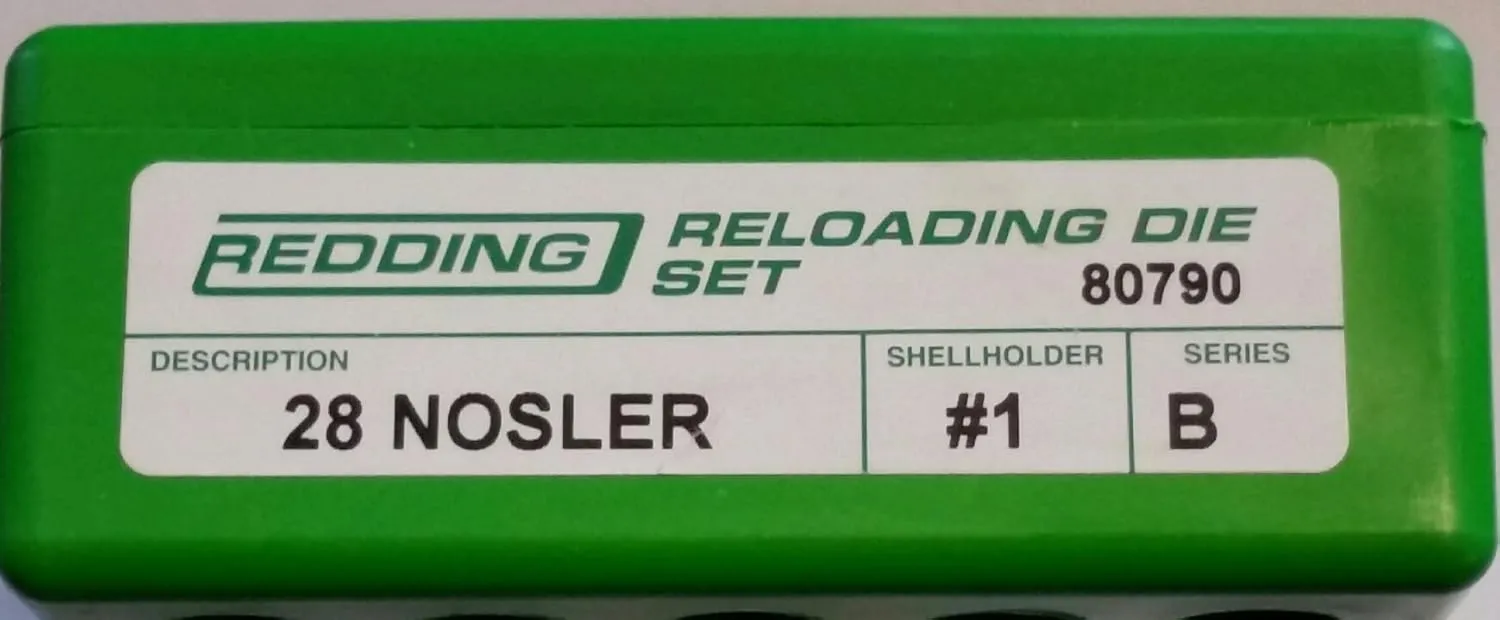 REDDING RELOADING DIE
SET 80790
DESCRIPTION SHELLHOLDER SERIES
28 NOSLER #1 B